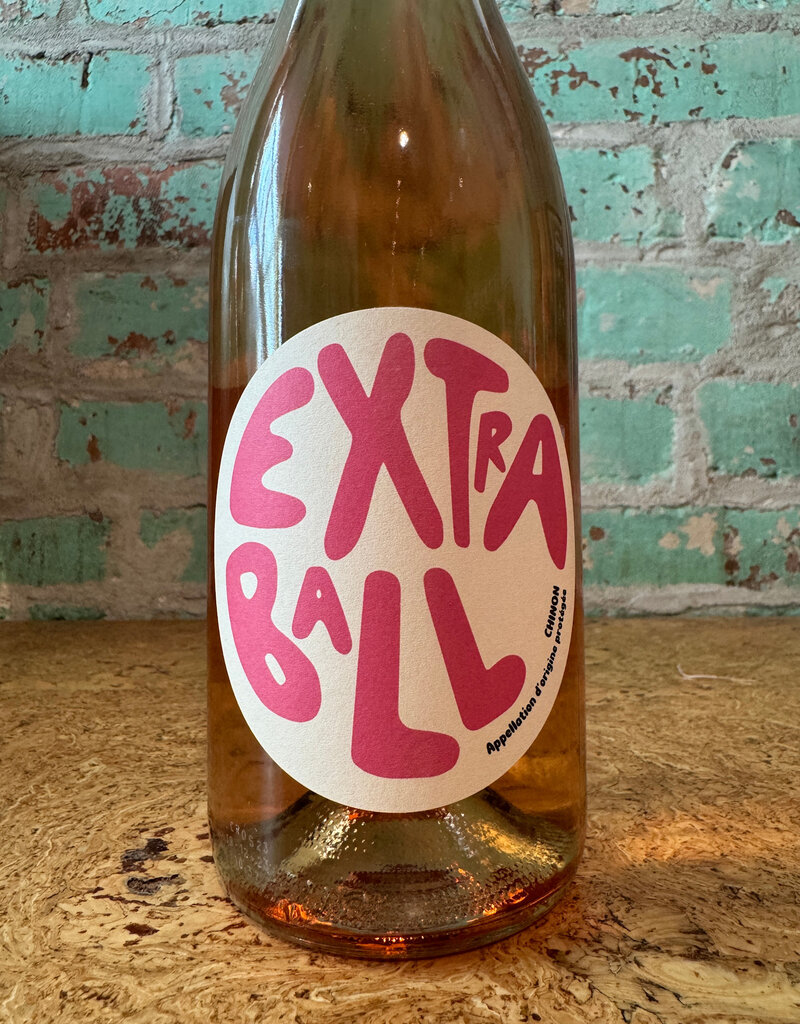 EXTRA
BALL
CHINON
Appellation d'origine protégée